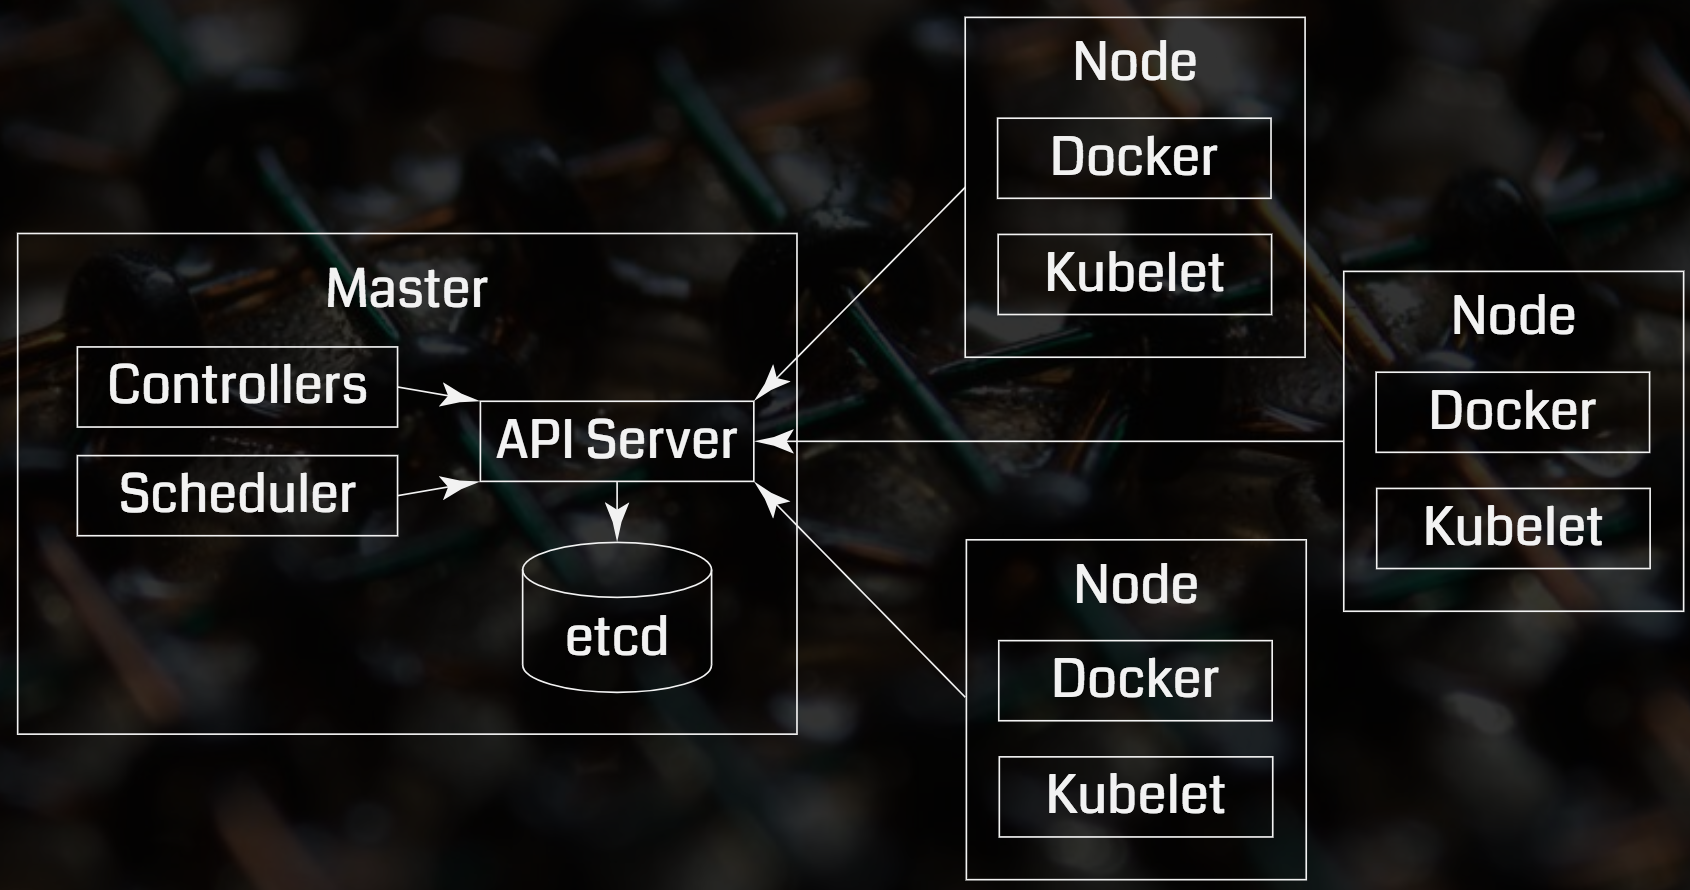 Master
Controllers
Scheduler
API Server
etcd
Node
Docker
Kubelet
Node
Docker
Kubelet
Node
Docker
Kubelet